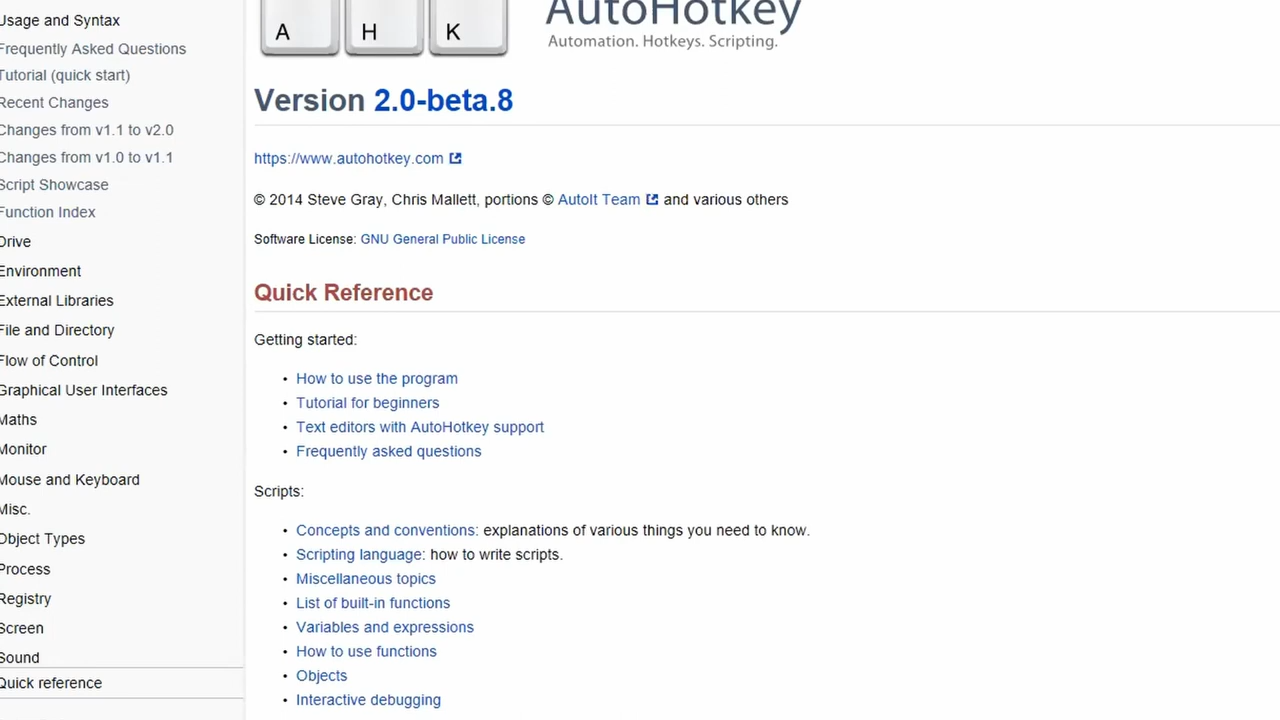 Usage and Syntax
Frequently Asked Questions
Tutorial (quick start)
Recent Changes
Changes from v1.1 to v2.0
Changes from v1.0 to v1.1
Script Showcase
Function Index
Drive
Environment
External Libraries
File and Directory
Flow of Control
Graphical User Interfaces
Maths
Monitor
Mouse and Keyboard
Misc.
Object Types
Process
Registry
Screen
Sound
Quick reference
A H K
AutoHotkey
Automation. Hotkeys. Scripting.
Version 2.0-beta.8
https://www.autohotkey.com
© 2014 Steve Gray, Chris Mallett, portions © AutoIt Team and various others
Software License: GNU General Public License
Quick Reference
Getting started:
• How to use the program
• Tutorial for beginners
• Text editors with AutoHotkey support
• Frequently asked questions
Scripts:
• Concepts and conventions: explanations of various things you need to know.
• Scripting language: how to write scripts.
• Miscellaneous topics
• List of built-in functions
• Variables and expressions
• How to use functions
• Objects
• Interactive debugging